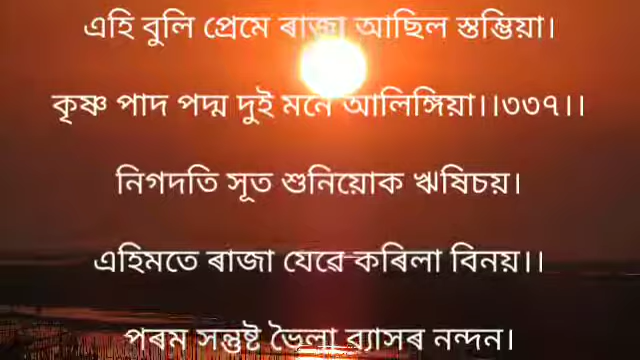 এহি বুলি প্ৰেমে ৰাজা আছিল স্তম্ভিয়া।
কৃষ্ণ পাদ পদ্ম দুই মনে আলিঙ্গিয়া।।৩৩৭।।
নিগদতি সূত শুনিয়োক ঋষিচয়।
এহিমতে ৰাজা যেৱে কৰিলা বিনয়।।
পৰম সন্তুষ্ট ভৈলা ব্যাসৰ নন্দন।